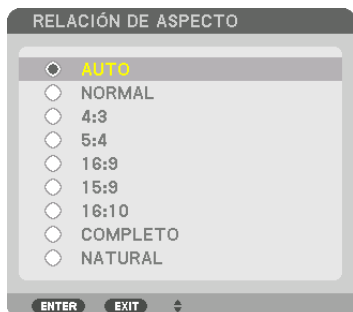 RELACIÓN DE ASPECTO
AUTO
NORMAL
4:3
5:4
16:9
15:9
16:10
COMPLETO
NATURAL
ENTER EXIT